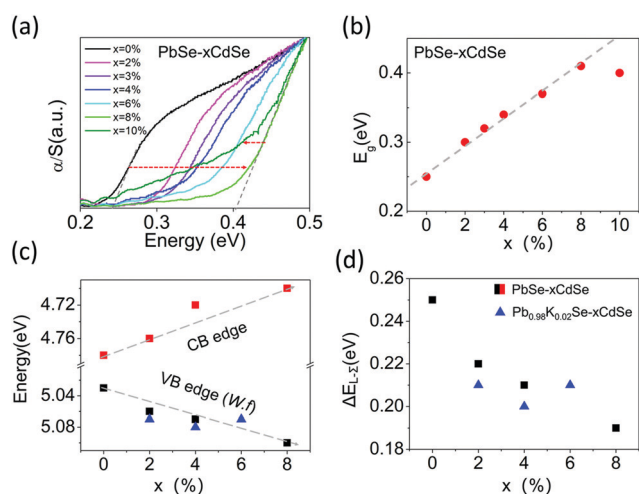 (a)
PbSe-xCdSe
x=0%
x=2%
x=3%
x=4%
x=6%
x=8%
x=10%
α/S(a.u.)
0.2 0.3 0.4 0.5
Energy (eV)
(b)
PbSe-xCdSe
E_g(eV)
0.4
0.3
0.2
0 2 4 6 8 10
x (%)
(c)
Energy(eV)
4.72
4.76
5.04
5.08
CB edge
VB edge (W.f)
0 2 4 6 8
x (%)
(d)
PbSe-xCdSe
Pb0.98K0.02Se-xCdSe
ΔE_L-Σ
0.26
0.24
0.22
0.20
0.18
0 2 4 6 8
x (%)